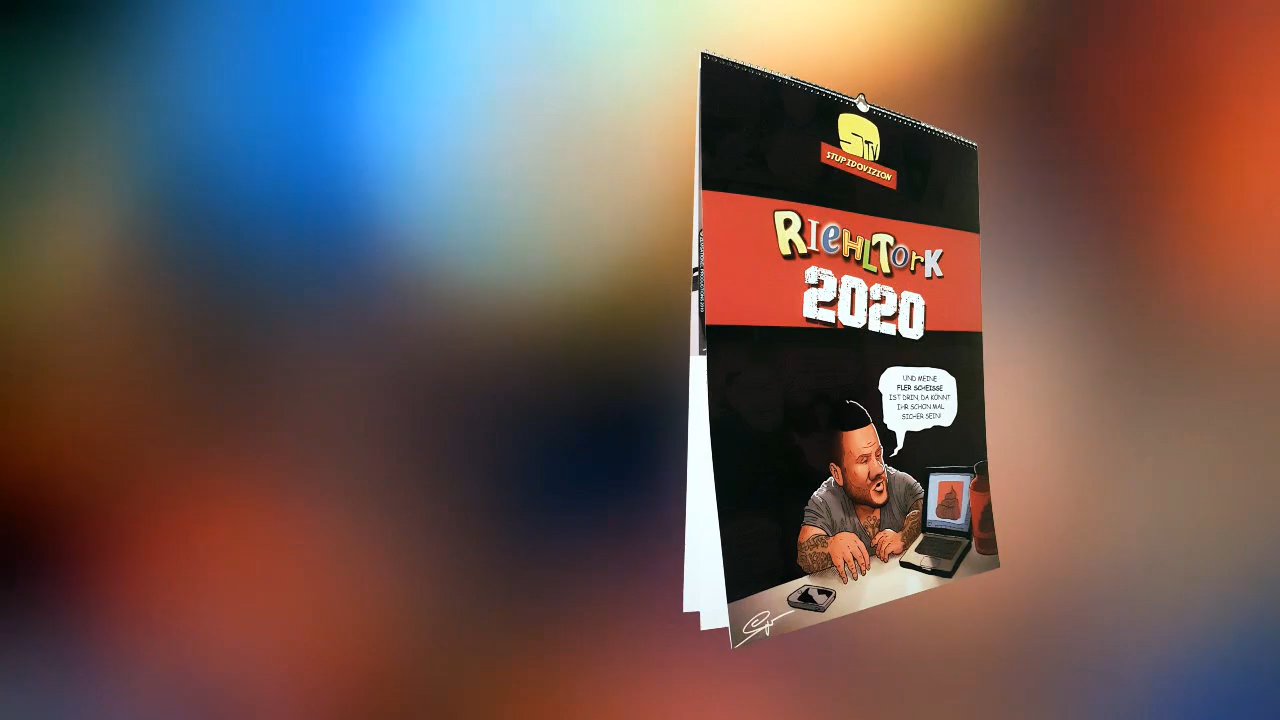 STV
STUPIDOVIZION
RIeHLTorK
2020
UND MEINE
FLER SCHEISSE
IST DRIN, DA KÖNNT
IHR SCHON MAL
SICHER SEIN!